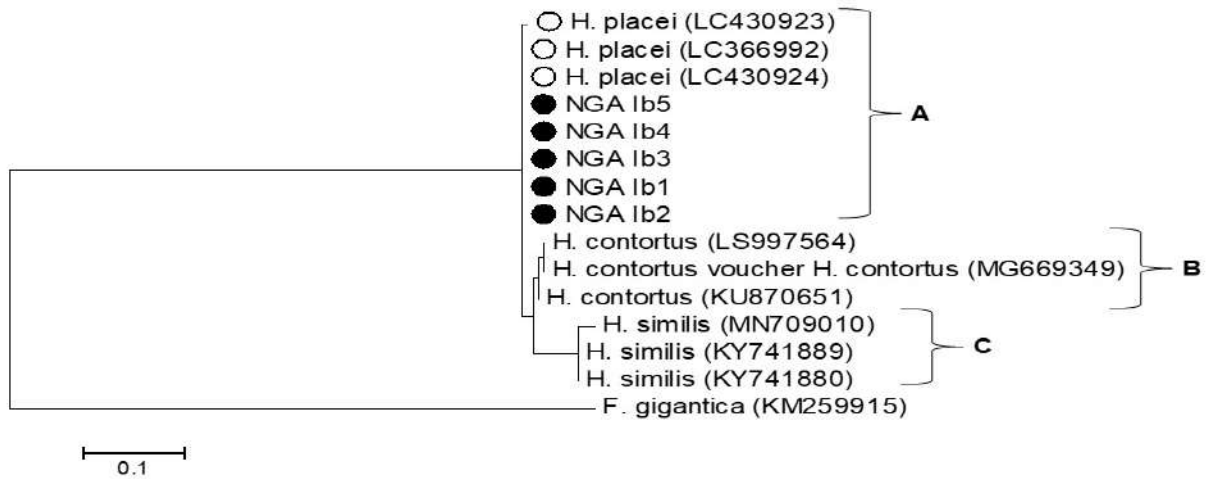 H. placei (LC430923)
H. placei (LC366992)
H. placei (LC430924)
NGA Ib5
NGA Ib4
NGA Ib3
NGA Ib1
NGA Ib2
A
H. contortus (LS997564)
H. contortus voucher H. contortus (MG669349)
H. contortus (KU870651)
B
H. similis (MN709010)
H. similis (KY741889)
H. similis (KY741880)
C
F. gigantica (KM259915)
0.1